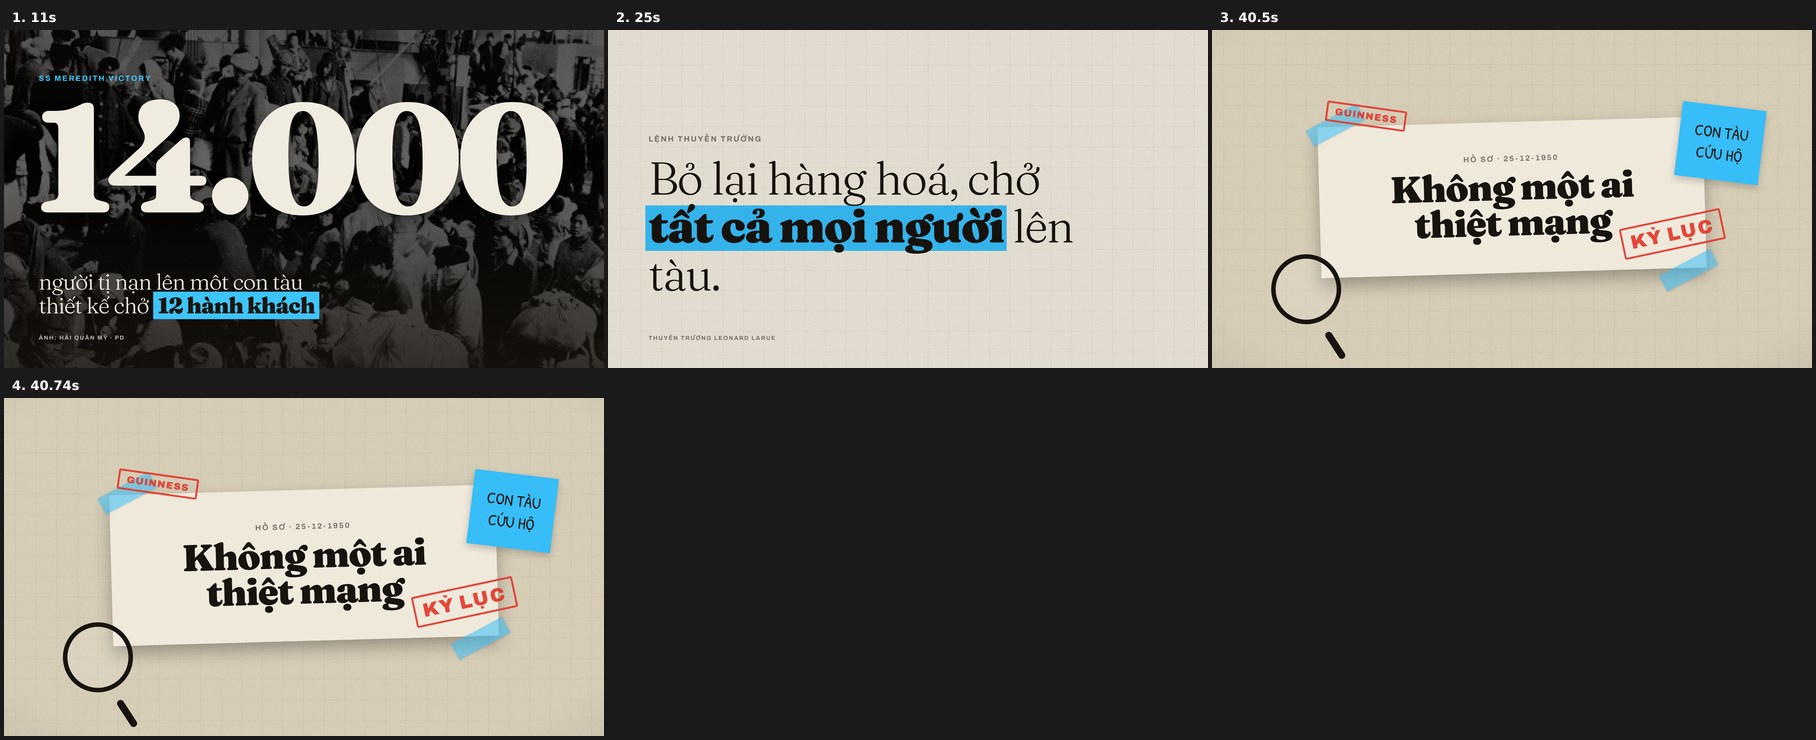 1. 11s
SS MEREDITH VICTORY
14.000
người tị nạn lên một con tàu
thiết kế chở 12 hành khách
ẢNH: HẢI QUÂN MỸ · PD
2. 25s
LỆNH THUYỀN TRƯỞNG
Bỏ lại hàng hoá, chở
tất cả mọi người lên
tàu.
THUYỀN TRƯỞNG LEONARD LARUE
3. 40.5s
GUINNESS
CON TÀU
CỨU HỘ
HỒ SƠ · 25-12-1950
Không một ai
thiệt mạng
KỶ LỤC
4. 40.74s
GUINNESS
CON TÀU
CỨU HỘ
HỒ SƠ · 25-12-1950
Không một ai
thiệt mạng
KỶ LỤC